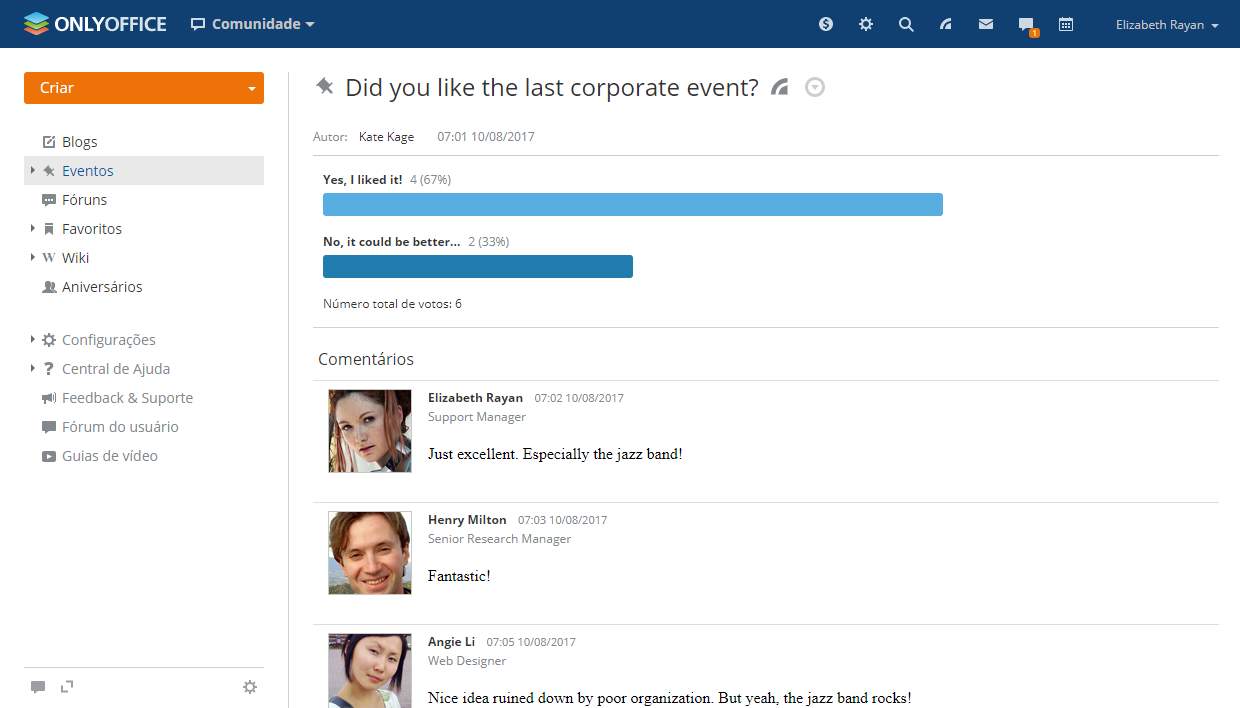 ONLYOFFICE Comunidade 1 Elizabeth Rayan
Criar
Blogs
Eventos
Fóruns
Favoritos
W Wiki
Aniversários
Configurações
? Central de Ajuda
Feedback & Suporte
Fórum do usuário
Guias de vídeo
Did you like the last corporate event?
Autor: Kate Kage 07:01 10/08/2017
Yes, I liked it! 4 (67%)
No, it could be better... 2 (33%)
Número total de votos: 6
Comentários
Elizabeth Rayan 07:02 10/08/2017
Support Manager
Just excellent. Especially the jazz band!
Henry Milton 07:03 10/08/2017
Senior Research Manager
Fantastic!
Angie Li 07:05 10/08/2017
Web Designer
Nice idea ruined down by poor organization. But yeah, the jazz band rocks!